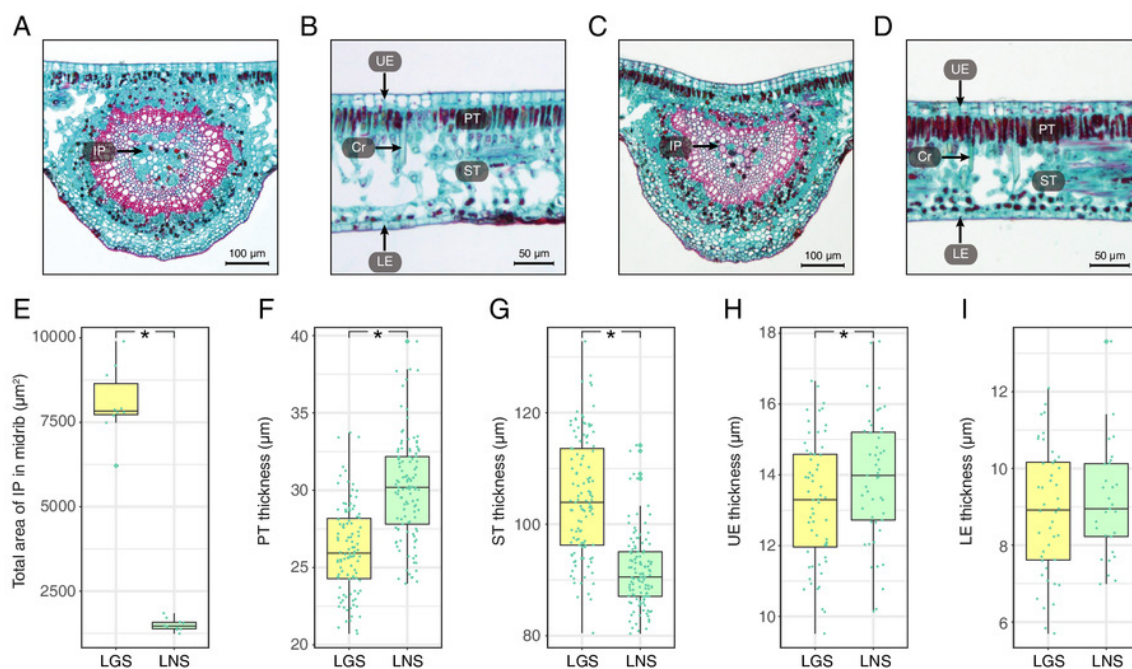 A
B
C
D
UE
PT
IP
Cr
ST
LE
100 µm
50 µm
UE
PT
IP
Cr
ST
LE
100 µm
50 µm
E
F
G
H
I
Total area of IP in midrib (µm²)
10000
7500
5000
2500
*
LGS LNS
PT thickness (µm)
40
35
30
25
20
*
LGS LNS
ST thickness (µm)
120
100
80
*
LGS LNS
UE thickness (µm)
18
16
14
12
10
*
LGS LNS
LE thickness (µm)
12
10
8
6
LGS LNS